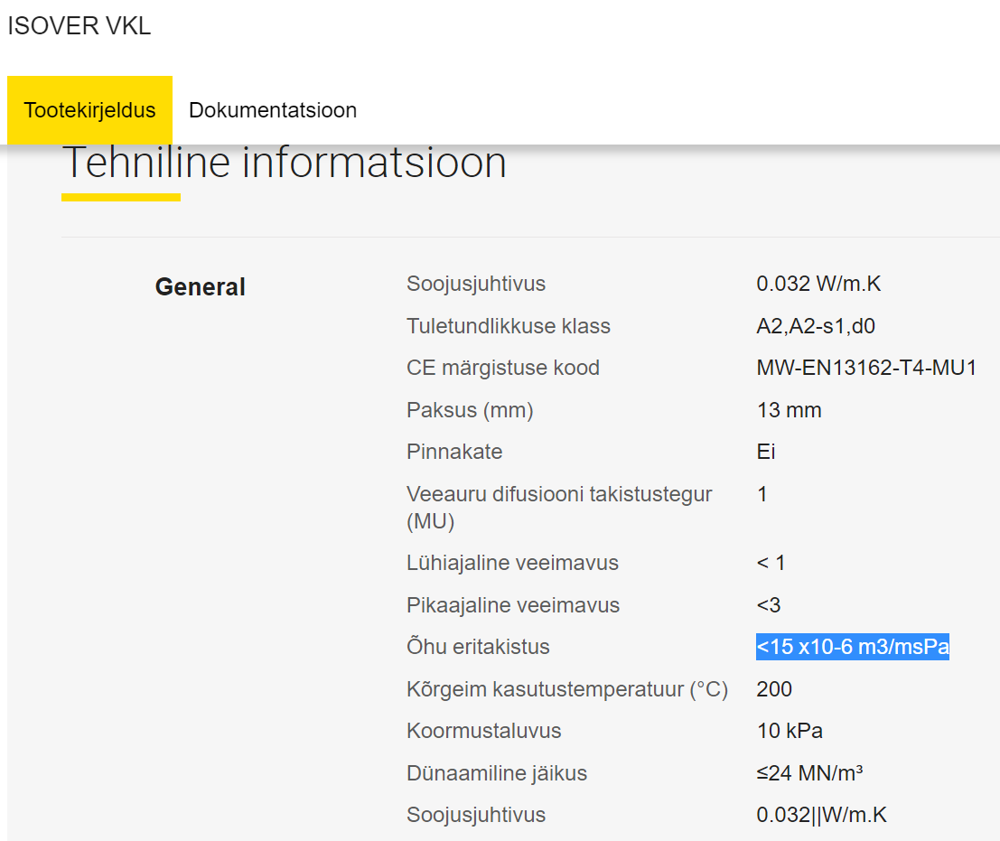 ISOVER VKL
Tootekirjeldus Dokumentatsioon
Tehniline informatsioon
General
Soojusjuhtivus 0.032 W/m.K
Tuletundlikkuse klass A2,A2-s1,d0
CE märgistuse kood MW-EN13162-T4-MU1
Paksus (mm) 13 mm
Pinnakate Ei
Veeauru difusiooni takistustegur 1
(MU)
Lühiajaline veeimavus < 1
Pikaajaline veeimavus <3
Õhu eritakistus <15 x10-6 m3/msPa
Kõrgeim kasutustemperatuur (°C) 200
Koormustaluvus 10 kPa
Dünaamiline jäikus ≤24 MN/m³
Soojusjuhtivus 0.032||W/m.K